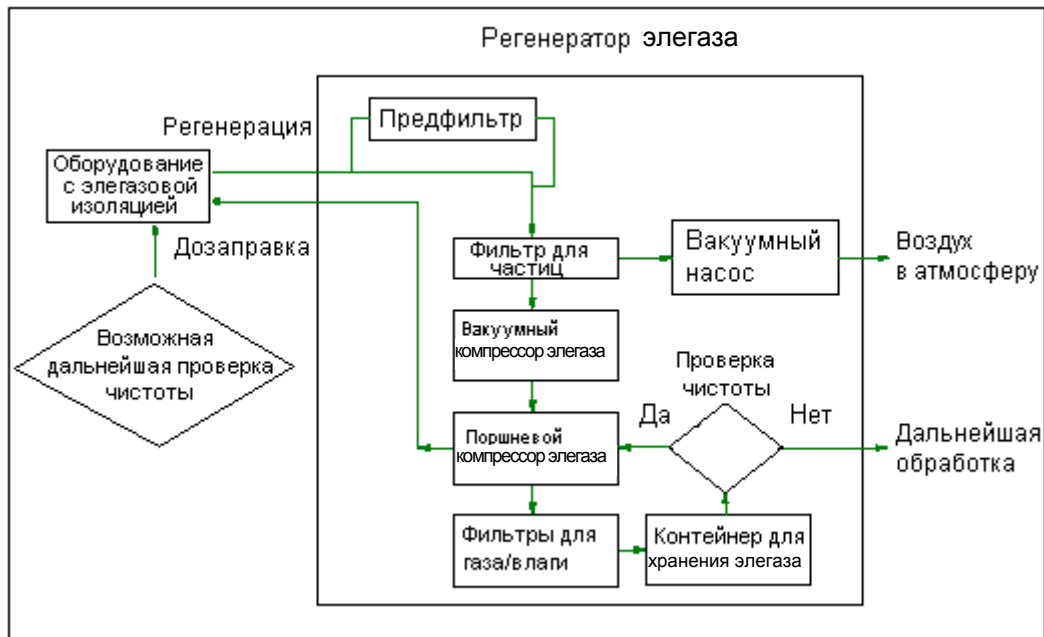 Регенератор элегаза
Предфильтр
Регенерация
Оборудование
с элегазовой
изоляцией
Дозаправка
Фильтр для
частиц
Вакуумный
насос
Воздух
в атмосферу
Возможная
дальнейшая проверка
чистоты
Вакуумный
компрессор элегаза
Проверка
чистоты
Да
Нет
Поршневой
компрессор элегаза
Дальнейшая
обработка
Фильтры для
газа/влаги
Контейнер для
хранения элегаза